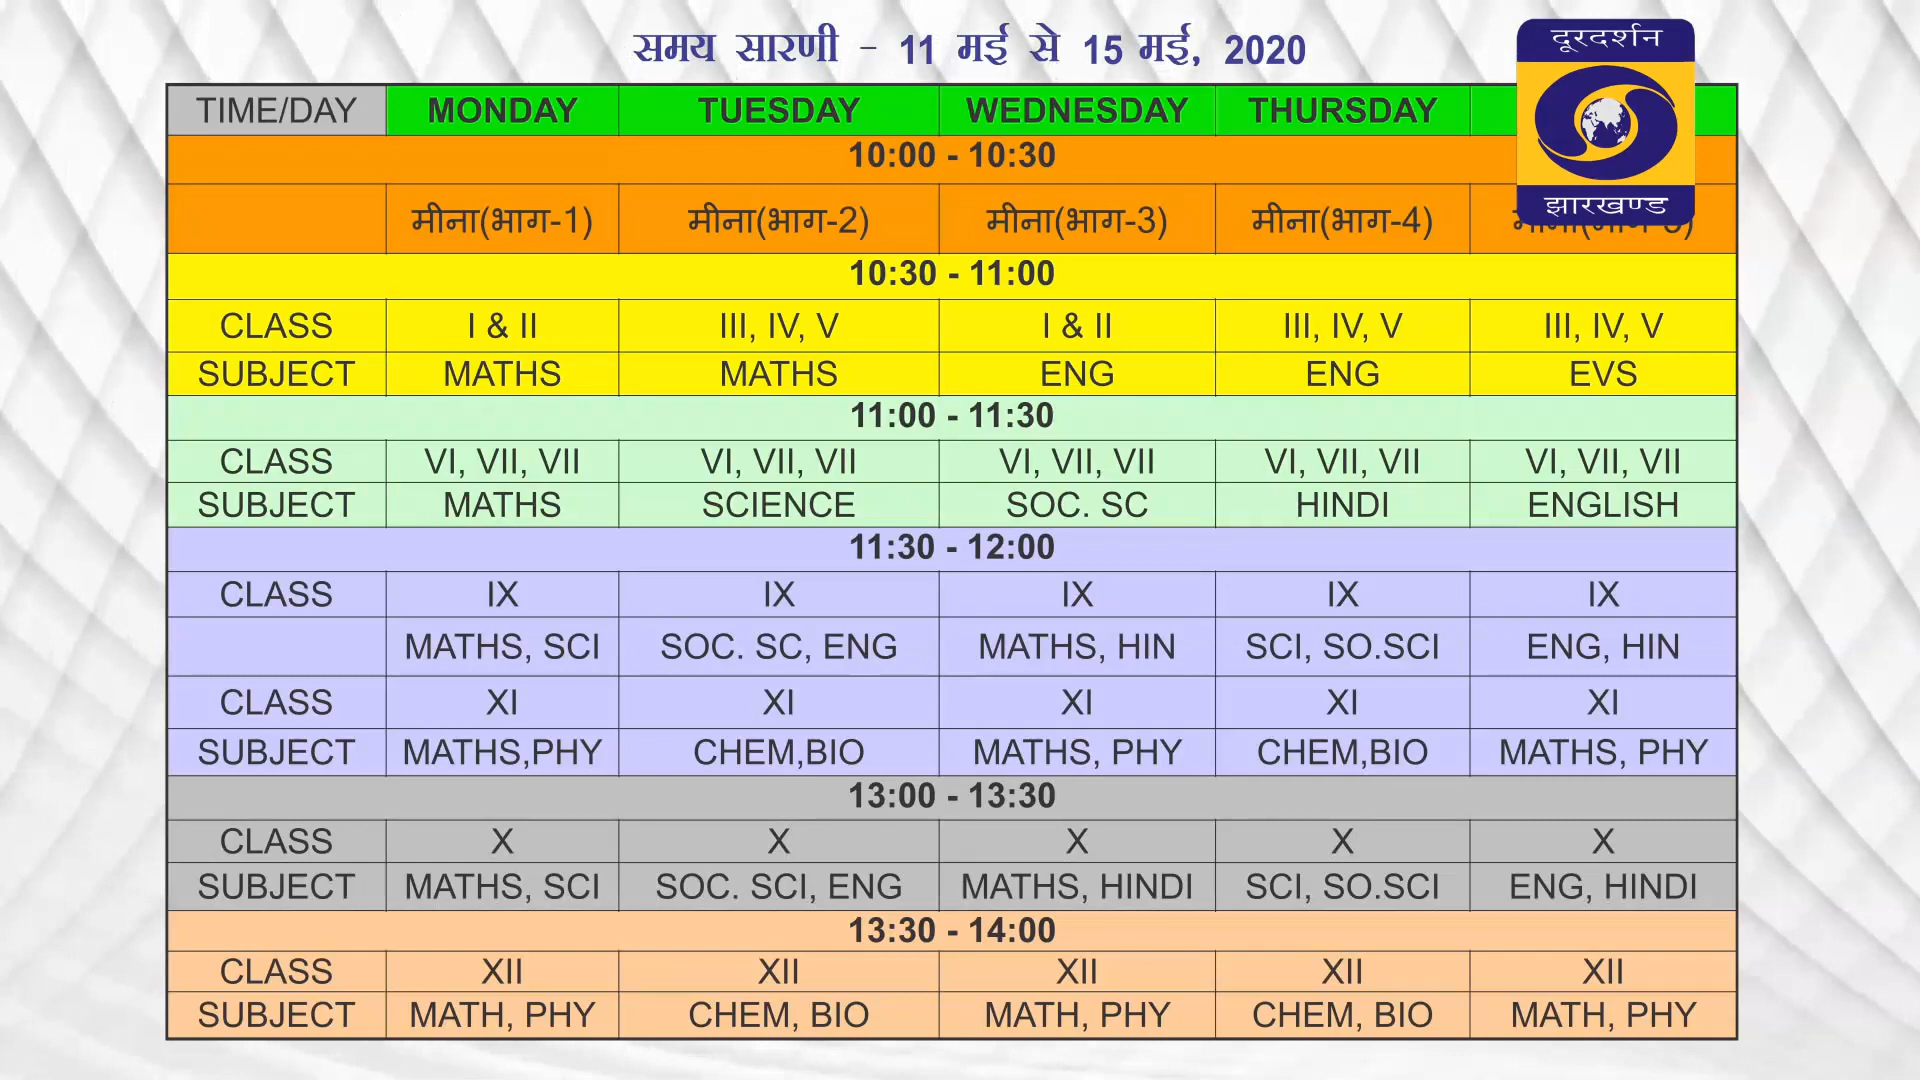 समय सारणी - 11 मई से 15 मई, 2020
दूरदर्शन
झारखण्ड
TIME/DAY MONDAY TUESDAY WEDNESDAY THURSDAY
10:00 - 10:30
मीना(भाग-1) मीना(भाग-2) मीना(भाग-3) मीना(भाग-4)
10:30 - 11:00
CLASS I & II III, IV, V I & II III, IV, V III, IV, V
SUBJECT MATHS MATHS ENG ENG EVS
11:00 - 11:30
CLASS VI, VII, VII VI, VII, VII VI, VII, VII VI, VII, VII VI, VII, VII
SUBJECT MATHS SCIENCE SOC. SC HINDI ENGLISH
11:30 - 12:00
CLASS IX IX IX IX IX
MATHS, SCI SOC. SC, ENG MATHS, HIN SCI, SO.SCI ENG, HIN
CLASS XI XI XI XI XI
SUBJECT MATHS,PHY CHEM,BIO MATHS, PHY CHEM,BIO MATHS, PHY
13:00 - 13:30
CLASS X X X X X
SUBJECT MATHS, SCI SOC. SCI, ENG MATHS, HINDI SCI, SO.SCI ENG, HINDI
13:30 - 14:00
CLASS XII XII XII XII XII
SUBJECT MATH, PHY CHEM, BIO MATH, PHY CHEM, BIO MATH, PHY